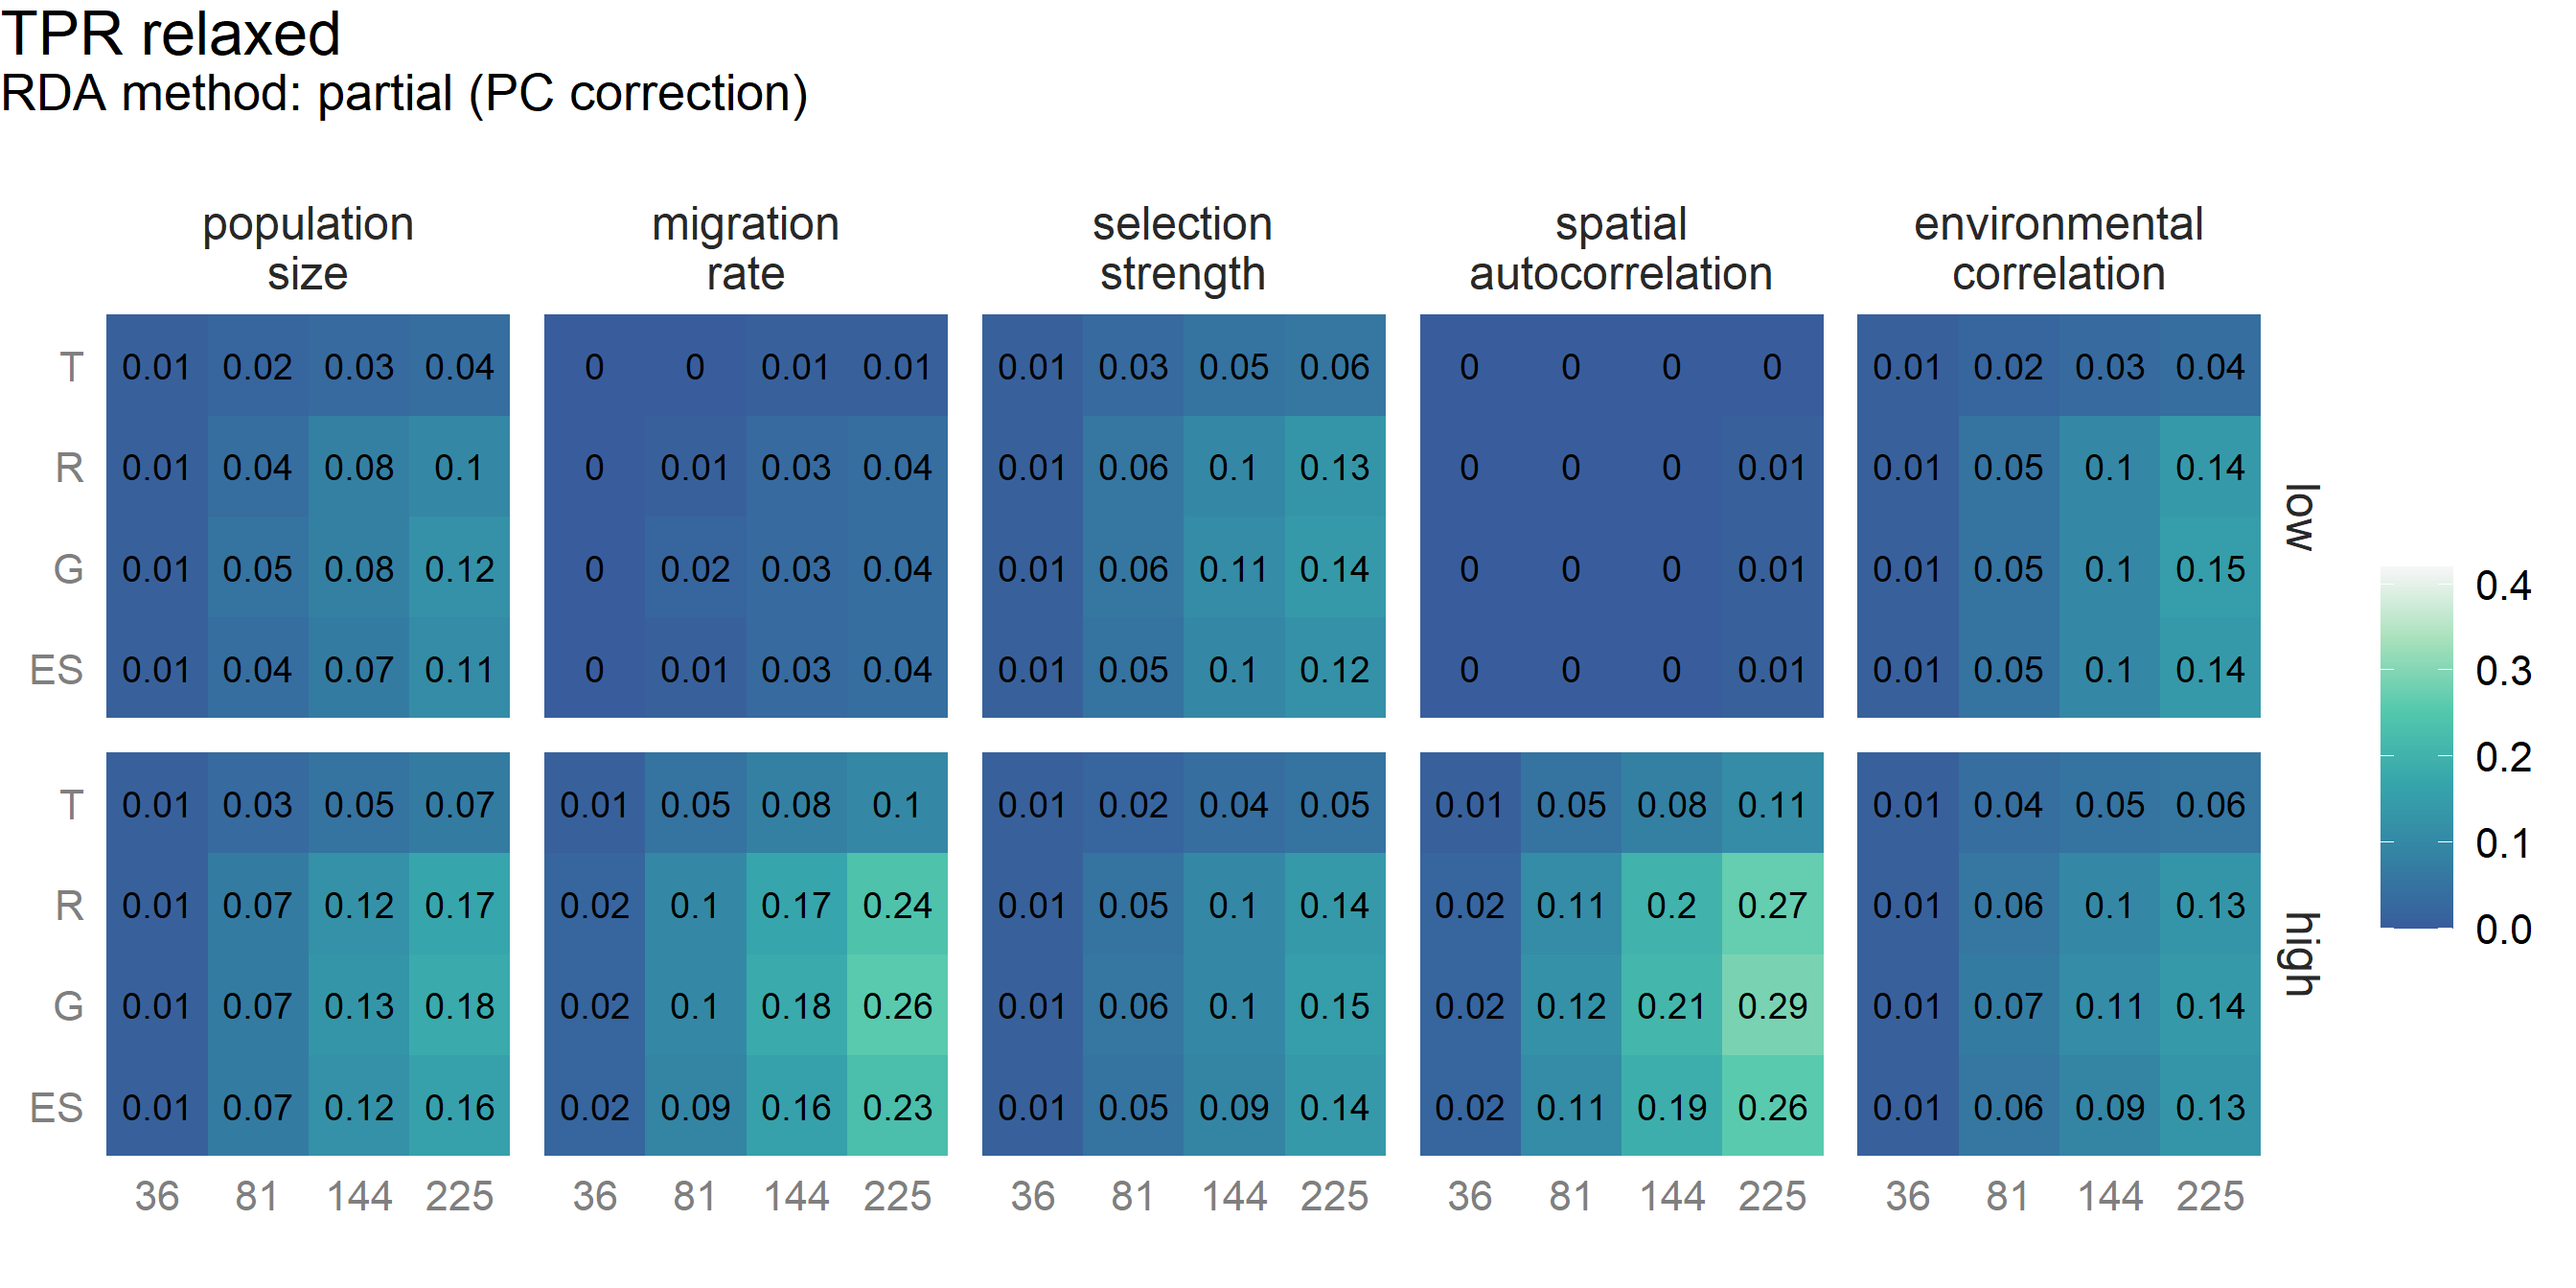 TPR relaxed
RDA method: partial (PC correction)
population
size
migration
rate
selection
strength
spatial
autocorrelation
environmental
correlation
T 0.01 0.02 0.03 0.04 0 0 0.01 0.01 0.01 0.03 0.05 0.06 0 0 0 0 0.01 0.02 0.03 0.04
R 0.01 0.04 0.08 0.1 0 0.01 0.03 0.04 0.01 0.06 0.1 0.13 0 0 0 0.01 0.01 0.05 0.1 0.14
G 0.01 0.05 0.08 0.12 0 0.02 0.03 0.04 0.01 0.06 0.11 0.14 0 0 0 0.01 0.01 0.05 0.1 0.15
ES 0.01 0.04 0.07 0.11 0 0.01 0.03 0.04 0.01 0.05 0.1 0.12 0 0 0 0.01 0.01 0.05 0.1 0.14
low
T 0.01 0.03 0.05 0.07 0.01 0.05 0.08 0.1 0.01 0.02 0.04 0.05 0.01 0.05 0.08 0.11 0.01 0.04 0.05 0.06
R 0.01 0.07 0.12 0.17 0.02 0.1 0.17 0.24 0.01 0.05 0.1 0.14 0.02 0.11 0.2 0.27 0.01 0.06 0.1 0.13
G 0.01 0.07 0.13 0.18 0.02 0.1 0.18 0.26 0.01 0.06 0.1 0.15 0.02 0.12 0.21 0.29 0.01 0.07 0.11 0.14
ES 0.01 0.07 0.12 0.16 0.02 0.09 0.16 0.23 0.01 0.05 0.09 0.14 0.02 0.11 0.19 0.26 0.01 0.06 0.09 0.13
high
36 81 144 225 36 81 144 225 36 81 144 225 36 81 144 225 36 81 144 225
0.4
0.3
0.2
0.1
0.0